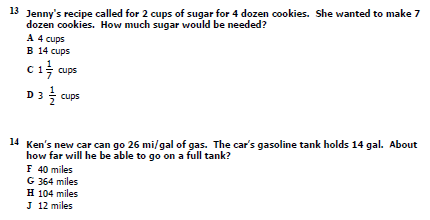 13 Jenny's recipe called for 2 cups of sugar for 4 dozen cookies. She wanted to make 7
dozen cookies. How much sugar would be needed?
A 4 cups
B 14 cups
C 1 1/7 cups
D 3 1/2 cups
14 Ken's new car can go 26 mi/gal of gas. The car's gasoline tank holds 14 gal. About
how far will he be able to go on a full tank?
F 40 miles
G 364 miles
H 104 miles
J 12 miles